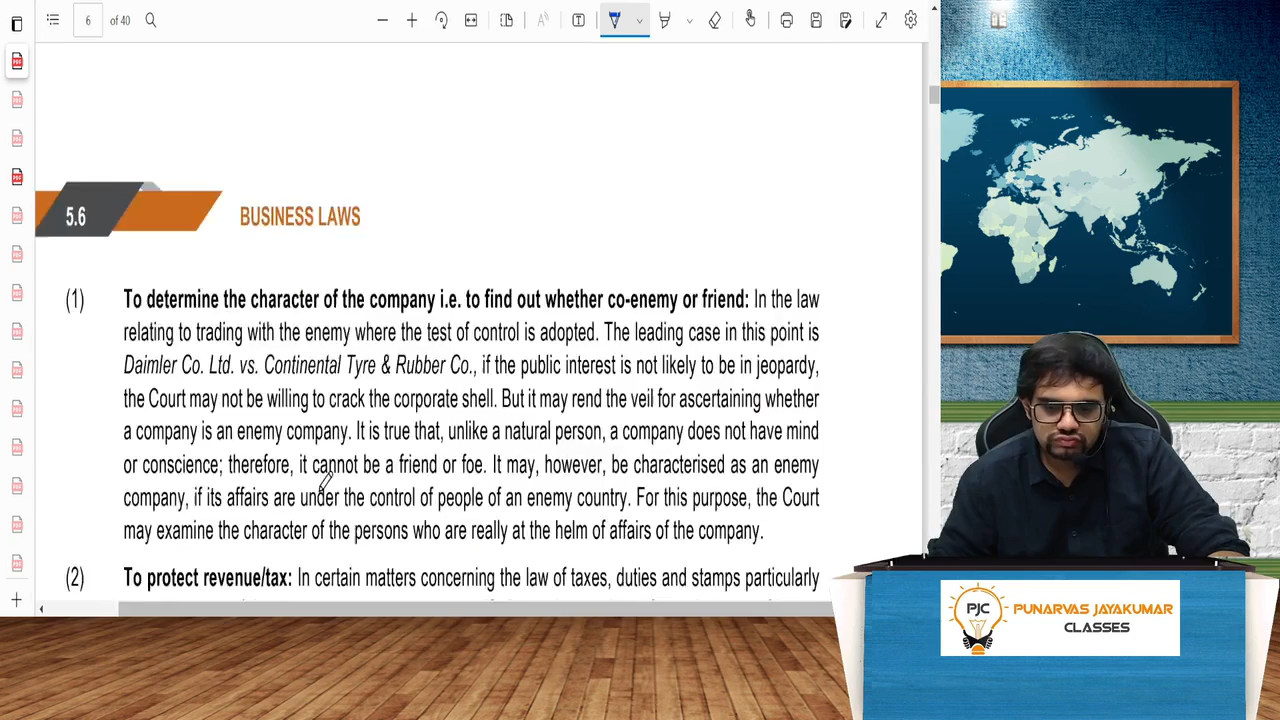 6 of 40
5.6
BUSINESS LAWS
(1) To determine the character of the company i.e. to find out whether co-enemy or friend: In the law
relating to trading with the enemy where the test of control is adopted. The leading case in this point is
Daimler Co. Ltd. vs. Continental Tyre & Rubber Co., if the public interest is not likely to be in jeopardy,
the Court may not be willing to crack the corporate shell. But it may rend the veil for ascertaining whether
a company is an enemy company. It is true that, unlike a natural person, a company does not have mind
or conscience; therefore, it cannot be a friend or foe. It may, however, be characterised as an enemy
company, if its affairs are under the control of people of an enemy country. For this purpose, the Court
may examine the character of the persons who are really at the helm of affairs of the company.
(2) To protect revenue/tax: In certain matters concerning the law of taxes, duties and stamps particularly
PJC
PUNARVAS JAYAKUMAR
CLASSES